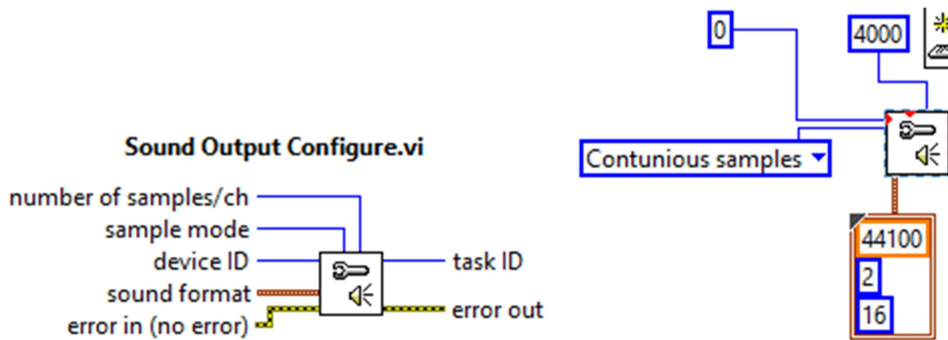 Sound Output Configure.vi
number of samples/ch
sample mode
device ID
sound format
error in (no error)
task ID
error out
0
4000
Contunious samples
44100
2
16